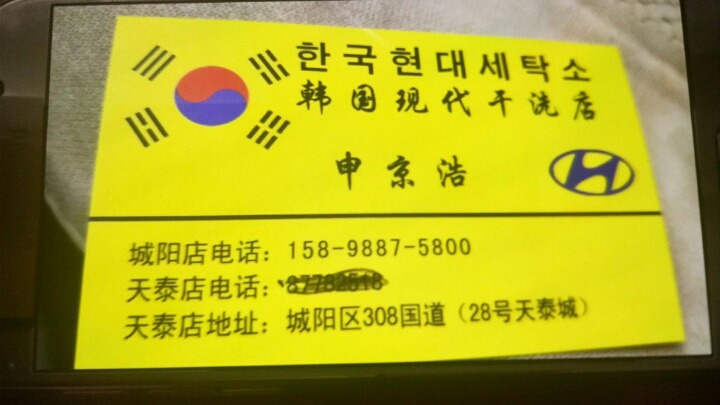 한국현대세탁소
韩国现代干洗店
申京浩
城阳店电话：158-9887-5800
天泰店电话：87782518
天泰店地址：城阳区308国道（28号天泰城）